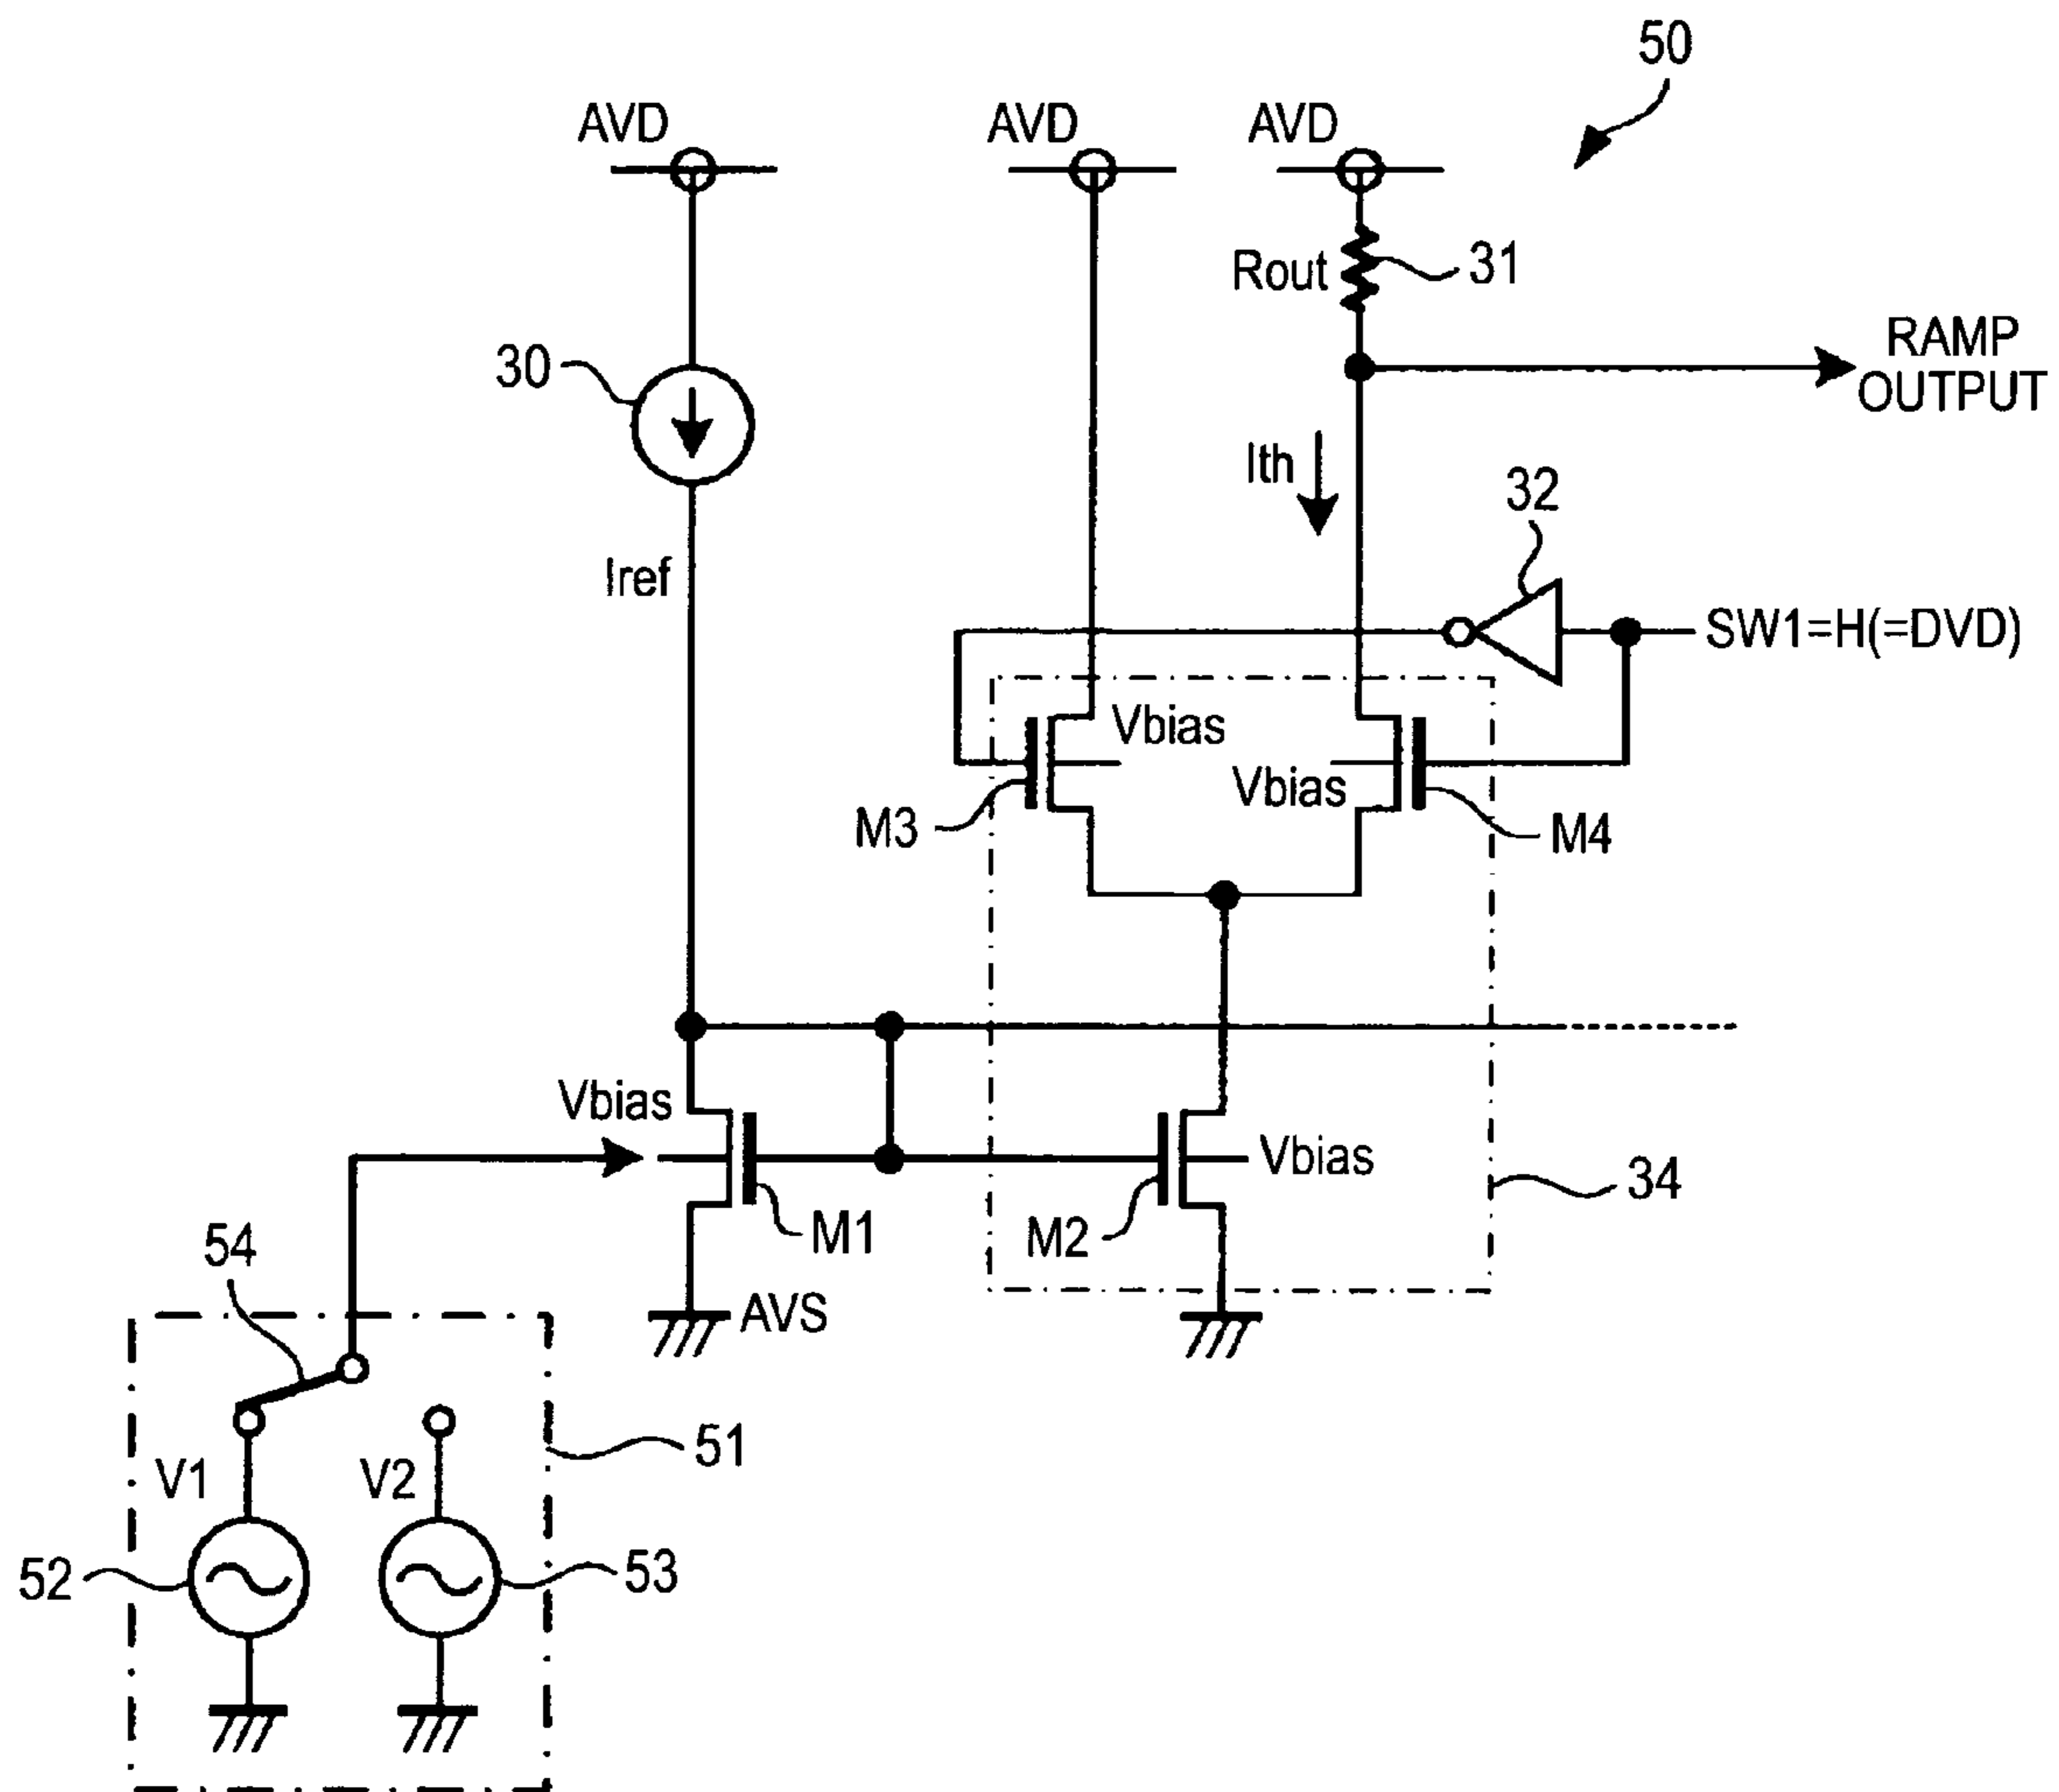 50
AVD
AVD
AVD
Rout
31
RAMP
OUTPUT
30
Ith
32
Iref
SW1=H(=DVD)
Vbias
Vbias
M3
M4
Vbias
Vbias
34
M1
M2
54
AVS
51
V1
V2
52
53